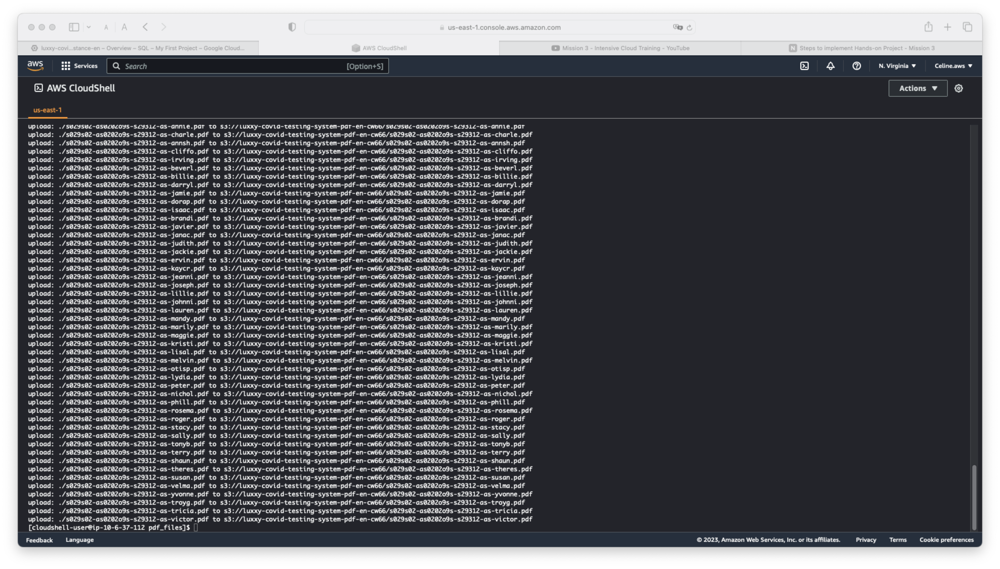 us-east-1.console.aws.amazon.com
luxxy-covi...stance-en – Overview – SQL – My First Project – Google Cloud...
AWS CloudShell
Mission 3 - Intensive Cloud Training - YouTube
Steps to implement Hands-on Project - Mission 3
aws
Services
Search
[Option+S]
N. Virginia
Celine.aws
AWS CloudShell
Actions
us-east-1
upload: ./s029s02-as0202o9s-s29312-as-annie.pdf to s3://luxxy-covid-testing-system-pdf-en-cw66/s029s02-as0202o9s-s29312-as-annie.pdf
upload: ./s029s02-as0202o9s-s29312-as-charle.pdf to s3://luxxy-covid-testing-system-pdf-en-cw66/s029s02-as0202o9s-s29312-as-charle.pdf
upload: ./s029s02-as0202o9s-s29312-as-annsh.pdf to s3://luxxy-covid-testing-system-pdf-en-cw66/s029s02-as0202o9s-s29312-as-annsh.pdf
upload: ./s029s02-as0202o9s-s29312-as-cliffo.pdf to s3://luxxy-covid-testing-system-pdf-en-cw66/s029s02-as0202o9s-s29312-as-cliffo.pdf
upload: ./s029s02-as0202o9s-s29312-as-irving.pdf to s3://luxxy-covid-testing-system-pdf-en-cw66/s029s02-as0202o9s-s29312-as-irving.pdf
upload: ./s029s02-as0202o9s-s29312-as-beverl.pdf to s3://luxxy-covid-testing-system-pdf-en-cw66/s029s02-as0202o9s-s29312-as-beverl.pdf
upload: ./s029s02-as0202o9s-s29312-as-billie.pdf to s3://luxxy-covid-testing-system-pdf-en-cw66/s029s02-as0202o9s-s29312-as-billie.pdf
upload: ./s029s02-as0202o9s-s29312-as-darryl.pdf to s3://luxxy-covid-testing-system-pdf-en-cw66/s029s02-as0202o9s-s29312-as-darryl.pdf
upload: ./s029s02-as0202o9s-s29312-as-jamie.pdf to s3://luxxy-covid-testing-system-pdf-en-cw66/s029s02-as0202o9s-s29312-as-jamie.pdf
upload: ./s029s02-as0202o9s-s29312-as-dorap.pdf to s3://luxxy-covid-testing-system-pdf-en-cw66/s029s02-as0202o9s-s29312-as-dorap.pdf
upload: ./s029s02-as0202o9s-s29312-as-isaac.pdf to s3://luxxy-covid-testing-system-pdf-en-cw66/s029s02-as0202o9s-s29312-as-isaac.pdf
upload: ./s029s02-as0202o9s-s29312-as-brandi.pdf to s3://luxxy-covid-testing-system-pdf-en-cw66/s029s02-as0202o9s-s29312-as-brandi.pdf
upload: ./s029s02-as0202o9s-s29312-as-javier.pdf to s3://luxxy-covid-testing-system-pdf-en-cw66/s029s02-as0202o9s-s29312-as-javier.pdf
upload: ./s029s02-as0202o9s-s29312-as-janac.pdf to s3://luxxy-covid-testing-system-pdf-en-cw66/s029s02-as0202o9s-s29312-as-janac.pdf
upload: ./s029s02-as0202o9s-s29312-as-judith.pdf to s3://luxxy-covid-testing-system-pdf-en-cw66/s029s02-as0202o9s-s29312-as-judith.pdf
upload: ./s029s02-as0202o9s-s29312-as-jackie.pdf to s3://luxxy-covid-testing-system-pdf-en-cw66/s029s02-as0202o9s-s29312-as-jackie.pdf
upload: ./s029s02-as0202o9s-s29312-as-ervin.pdf to s3://luxxy-covid-testing-system-pdf-en-cw66/s029s02-as0202o9s-s29312-as-ervin.pdf
upload: ./s029s02-as0202o9s-s29312-as-kaycr.pdf to s3://luxxy-covid-testing-system-pdf-en-cw66/s029s02-as0202o9s-s29312-as-kaycr.pdf
upload: ./s029s02-as0202o9s-s29312-as-jeanni.pdf to s3://luxxy-covid-testing-system-pdf-en-cw66/s029s02-as0202o9s-s29312-as-jeanni.pdf
upload: ./s029s02-as0202o9s-s29312-as-joseph.pdf to s3://luxxy-covid-testing-system-pdf-en-cw66/s029s02-as0202o9s-s29312-as-joseph.pdf
upload: ./s029s02-as0202o9s-s29312-as-lillie.pdf to s3://luxxy-covid-testing-system-pdf-en-cw66/s029s02-as0202o9s-s29312-as-lillie.pdf
upload: ./s029s02-as0202o9s-s29312-as-johnni.pdf to s3://luxxy-covid-testing-system-pdf-en-cw66/s029s02-as0202o9s-s29312-as-johnni.pdf
upload: ./s029s02-as0202o9s-s29312-as-lauren.pdf to s3://luxxy-covid-testing-system-pdf-en-cw66/s029s02-as0202o9s-s29312-as-lauren.pdf
upload: ./s029s02-as0202o9s-s29312-as-mandy.pdf to s3://luxxy-covid-testing-system-pdf-en-cw66/s029s02-as0202o9s-s29312-as-mandy.pdf
upload: ./s029s02-as0202o9s-s29312-as-marily.pdf to s3://luxxy-covid-testing-system-pdf-en-cw66/s029s02-as0202o9s-s29312-as-marily.pdf
upload: ./s029s02-as0202o9s-s29312-as-maggie.pdf to s3://luxxy-covid-testing-system-pdf-en-cw66/s029s02-as0202o9s-s29312-as-maggie.pdf
upload: ./s029s02-as0202o9s-s29312-as-kristi.pdf to s3://luxxy-covid-testing-system-pdf-en-cw66/s029s02-as0202o9s-s29312-as-kristi.pdf
upload: ./s029s02-as0202o9s-s29312-as-lisal.pdf to s3://luxxy-covid-testing-system-pdf-en-cw66/s029s02-as0202o9s-s29312-as-lisal.pdf
upload: ./s029s02-as0202o9s-s29312-as-melvin.pdf to s3://luxxy-covid-testing-system-pdf-en-cw66/s029s02-as0202o9s-s29312-as-melvin.pdf
upload: ./s029s02-as0202o9s-s29312-as-otisp.pdf to s3://luxxy-covid-testing-system-pdf-en-cw66/s029s02-as0202o9s-s29312-as-otisp.pdf
upload: ./s029s02-as0202o9s-s29312-as-lydia.pdf to s3://luxxy-covid-testing-system-pdf-en-cw66/s029s02-as0202o9s-s29312-as-lydia.pdf
upload: ./s029s02-as0202o9s-s29312-as-peter.pdf to s3://luxxy-covid-testing-system-pdf-en-cw66/s029s02-as0202o9s-s29312-as-peter.pdf
upload: ./s029s02-as0202o9s-s29312-as-nichol.pdf to s3://luxxy-covid-testing-system-pdf-en-cw66/s029s02-as0202o9s-s29312-as-nichol.pdf
upload: ./s029s02-as0202o9s-s29312-as-phill.pdf to s3://luxxy-covid-testing-system-pdf-en-cw66/s029s02-as0202o9s-s29312-as-phill.pdf
upload: ./s029s02-as0202o9s-s29312-as-rosema.pdf to s3://luxxy-covid-testing-system-pdf-en-cw66/s029s02-as0202o9s-s29312-as-rosema.pdf
upload: ./s029s02-as0202o9s-s29312-as-roger.pdf to s3://luxxy-covid-testing-system-pdf-en-cw66/s029s02-as0202o9s-s29312-as-roger.pdf
upload: ./s029s02-as0202o9s-s29312-as-stacy.pdf to s3://luxxy-covid-testing-system-pdf-en-cw66/s029s02-as0202o9s-s29312-as-stacy.pdf
upload: ./s029s02-as0202o9s-s29312-as-sally.pdf to s3://luxxy-covid-testing-system-pdf-en-cw66/s029s02-as0202o9s-s29312-as-sally.pdf
upload: ./s029s02-as0202o9s-s29312-as-tonyb.pdf to s3://luxxy-covid-testing-system-pdf-en-cw66/s029s02-as0202o9s-s29312-as-tonyb.pdf
upload: ./s029s02-as0202o9s-s29312-as-terry.pdf to s3://luxxy-covid-testing-system-pdf-en-cw66/s029s02-as0202o9s-s29312-as-terry.pdf
upload: ./s029s02-as0202o9s-s29312-as-shaun.pdf to s3://luxxy-covid-testing-system-pdf-en-cw66/s029s02-as0202o9s-s29312-as-shaun.pdf
upload: ./s029s02-as0202o9s-s29312-as-theres.pdf to s3://luxxy-covid-testing-system-pdf-en-cw66/s029s02-as0202o9s-s29312-as-theres.pdf
upload: ./s029s02-as0202o9s-s29312-as-susan.pdf to s3://luxxy-covid-testing-system-pdf-en-cw66/s029s02-as0202o9s-s29312-as-susan.pdf
upload: ./s029s02-as0202o9s-s29312-as-velma.pdf to s3://luxxy-covid-testing-system-pdf-en-cw66/s029s02-as0202o9s-s29312-as-velma.pdf
upload: ./s029s02-as0202o9s-s29312-as-yvonne.pdf to s3://luxxy-covid-testing-system-pdf-en-cw66/s029s02-as0202o9s-s29312-as-yvonne.pdf
upload: ./s029s02-as0202o9s-s29312-as-troyg.pdf to s3://luxxy-covid-testing-system-pdf-en-cw66/s029s02-as0202o9s-s29312-as-troyg.pdf
upload: ./s029s02-as0202o9s-s29312-as-tricia.pdf to s3://luxxy-covid-testing-system-pdf-en-cw66/s029s02-as0202o9s-s29312-as-tricia.pdf
upload: ./s029s02-as0202o9s-s29312-as-victor.pdf to s3://luxxy-covid-testing-system-pdf-en-cw66/s029s02-as0202o9s-s29312-as-victor.pdf
[cloudshell-user@ip-10-6-37-112 pdf_files]$
Feedback
Language
© 2023, Amazon Web Services, Inc. or its affiliates.
Privacy
Terms
Cookie preferences